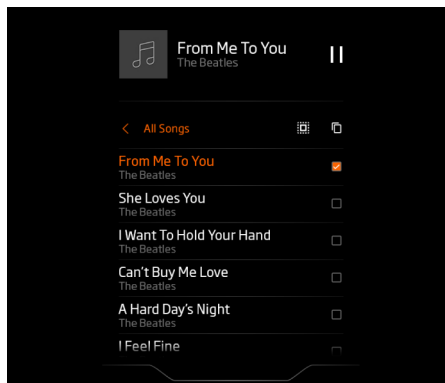 From Me To You
The Beatles
All Songs
From Me To You
The Beatles
She Loves You
The Beatles
I Want To Hold Your Hand
The Beatles
Can't Buy Me Love
The Beatles
A Hard Day's Night
The Beatles
I Feel Fine